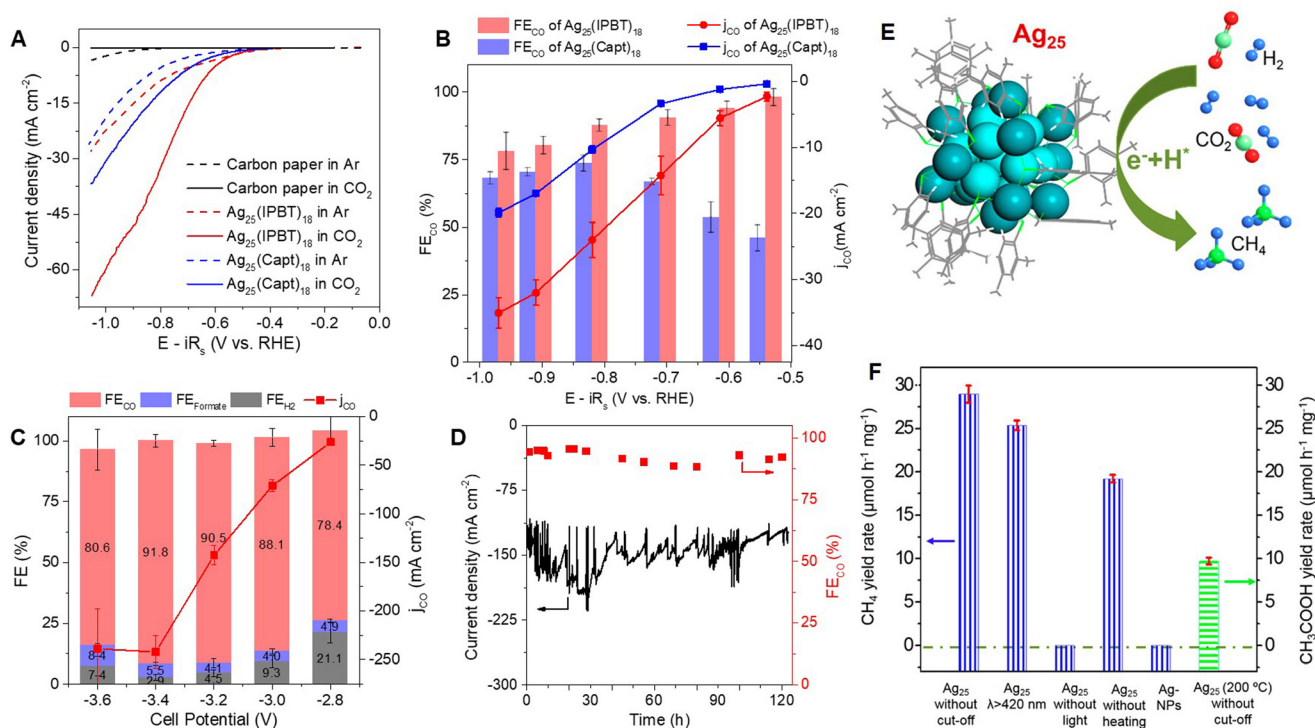 A
0
-15
-30
-45
-60
Current density (mA cm-2)
Carbon paper in Ar
Carbon paper in CO2
Ag25(IPBT)18 in Ar
Ag25(IPBT)18 in CO2
Ag25(Capt)18 in Ar
Ag25(Capt)18 in CO2
-1.0 -0.8 -0.6 -0.4 -0.2 0.0
E - iRs (V vs. RHE)
B
FECO of Ag25(IPBT)18 jCO of Ag25(IPBT)18
FECO of Ag25(Capt)18 jCO of Ag25(Capt)18
100
75
50
25
0
FECO (%)
0
-10
-20
-30
-40
jCO(mA cm-2)
-1.0 -0.9 -0.8 -0.7 -0.6 -0.5
E - iRs (V vs. RHE)
E
Ag25
H2
CO2
e-+H*
CH4
C
FECO FEFormate FEH2 jCO
100
75
50
25
0
FE (%)
80.6 91.8 90.5 88.1 78.4
8.4 5.5 4.1 4.0 4.9
7.4 2.9 4.5 9.3 21.1
0
-50
-100
-150
-200
-250
jCO (mA cm-2)
-3.6 -3.4 -3.2 -3.0 -2.8
Cell Potential (V)
D
0
-75
-150
-225
-300
Current density (mA cm-2)
100
75
50
25
0
FECO (%)
0 20 40 60 80 100 120
Time (h)
F
30
25
20
15
10
5
0
CH4 yield rate (μmol h-1 mg-1)
30
25
20
15
10
5
0
CH3COOH yield rate (μmol h-1 mg-1)
Ag25 without cut-off
Ag25 λ>420 nm
Ag25 without light
Ag25 without heating
Ag-NPs
Ag25 (200 ºC) without cut-off